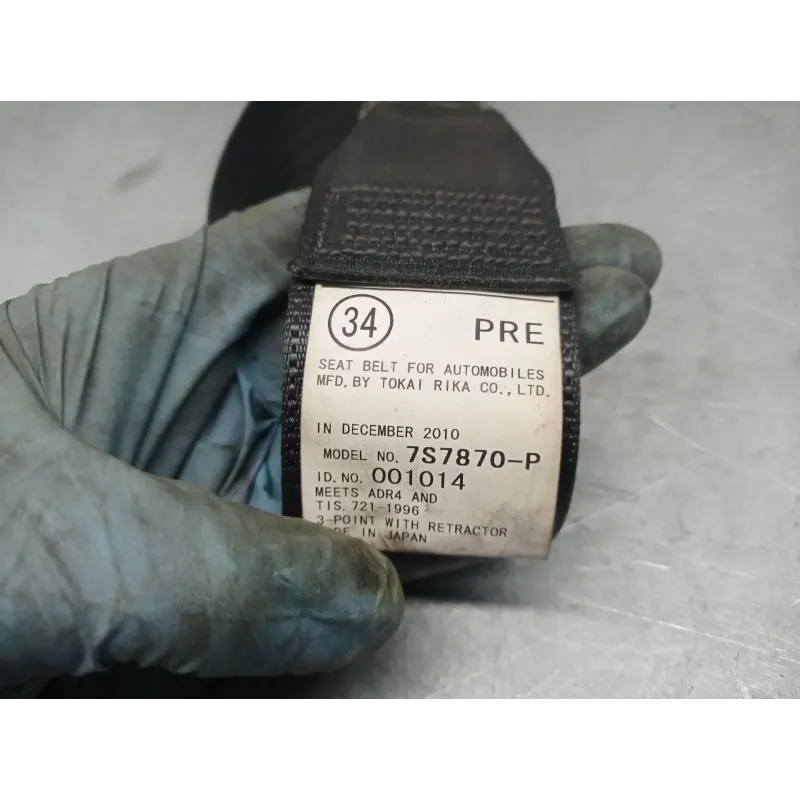 34 PRE
SEAT BELT FOR AUTOMOBILES
MFD. BY TOKAI RIKA CO., LTD.
IN DECEMBER 2010
MODEL NO. 7S7870-P
ID. NO. 001014
MEETS ADR4 AND
TIS. 721-1996
3-POINT WITH RETRACTOR
IN JAPAN